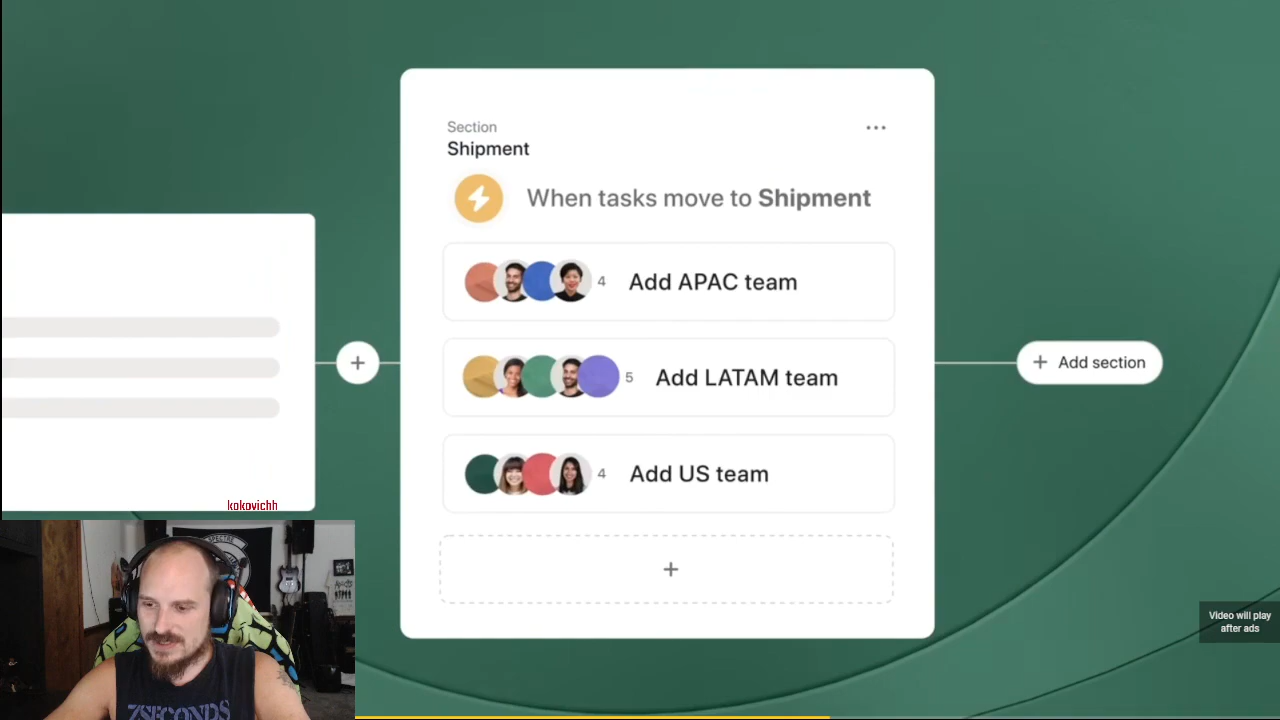 Section
Shipment
When tasks move to Shipment
4 Add APAC team
5 Add LATAM team
4 Add US team
Add section
kokovichh
Video will play
after ads
7SECONDS